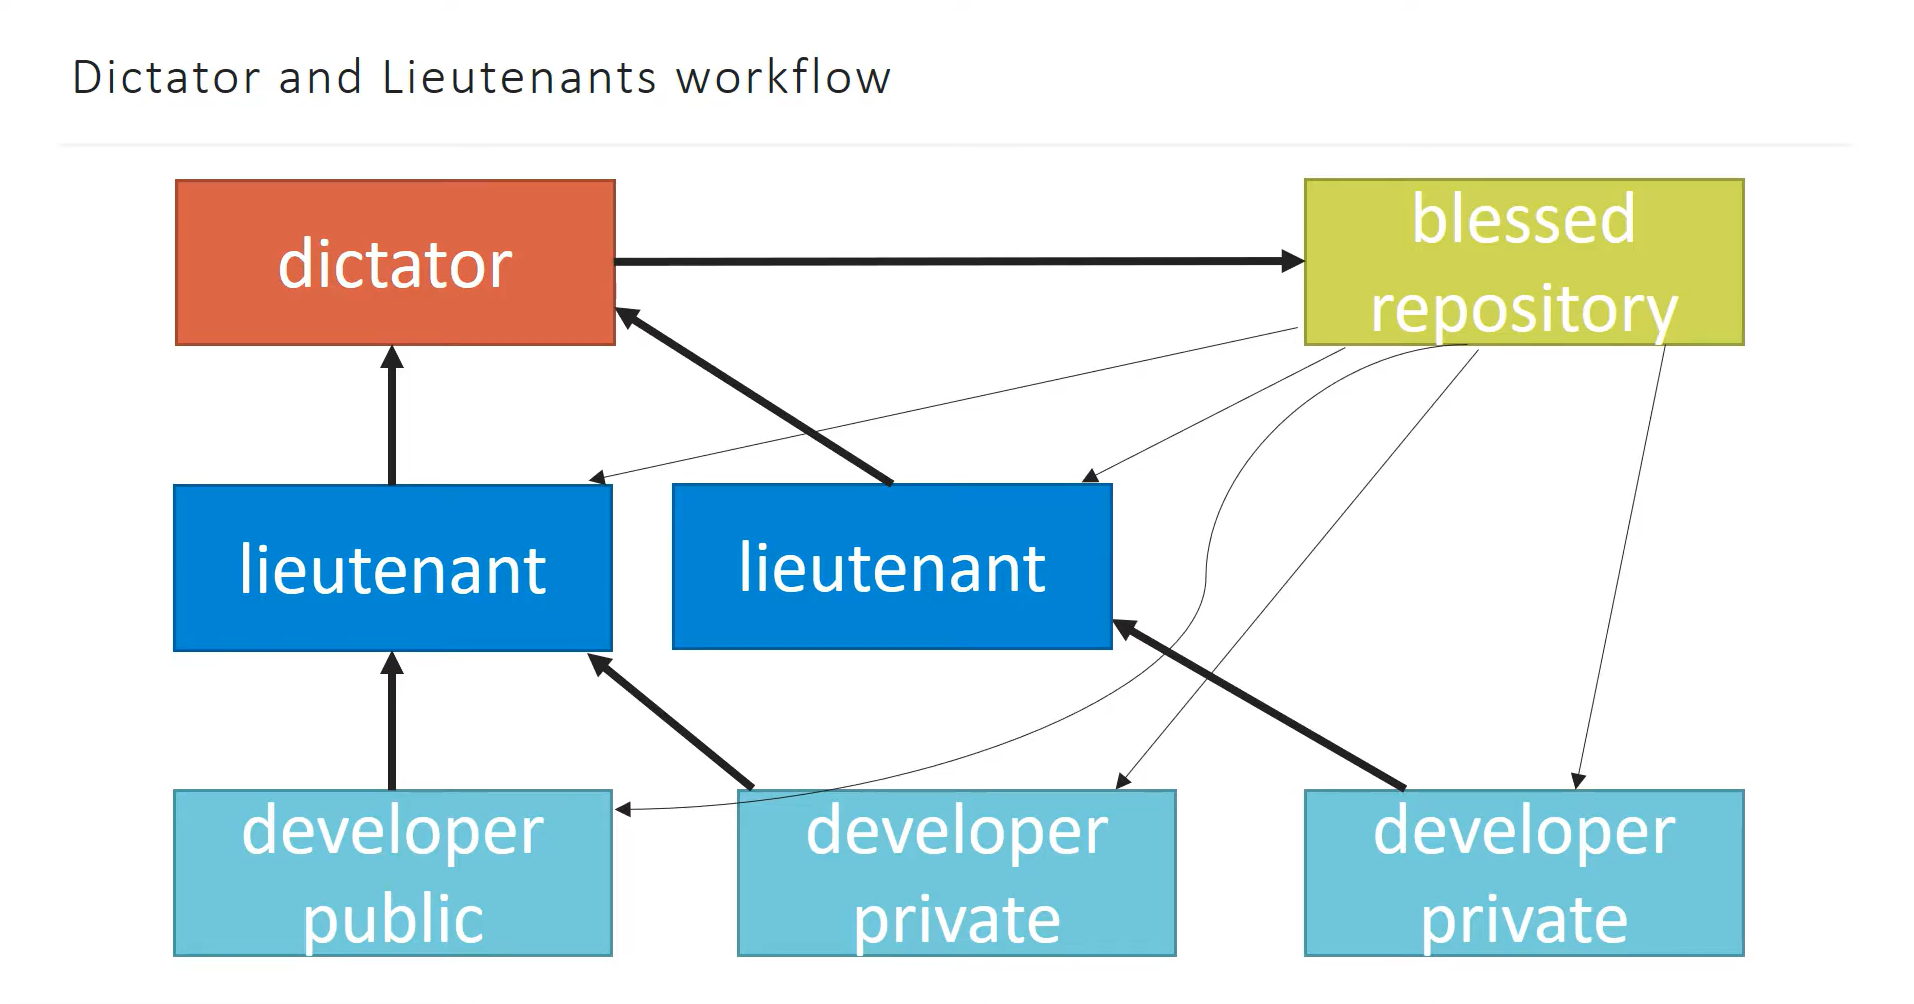 Dictator and Lieutenants workflow
dictator
blessed
repository
lieutenant
lieutenant
developer
public
developer
private
developer
private